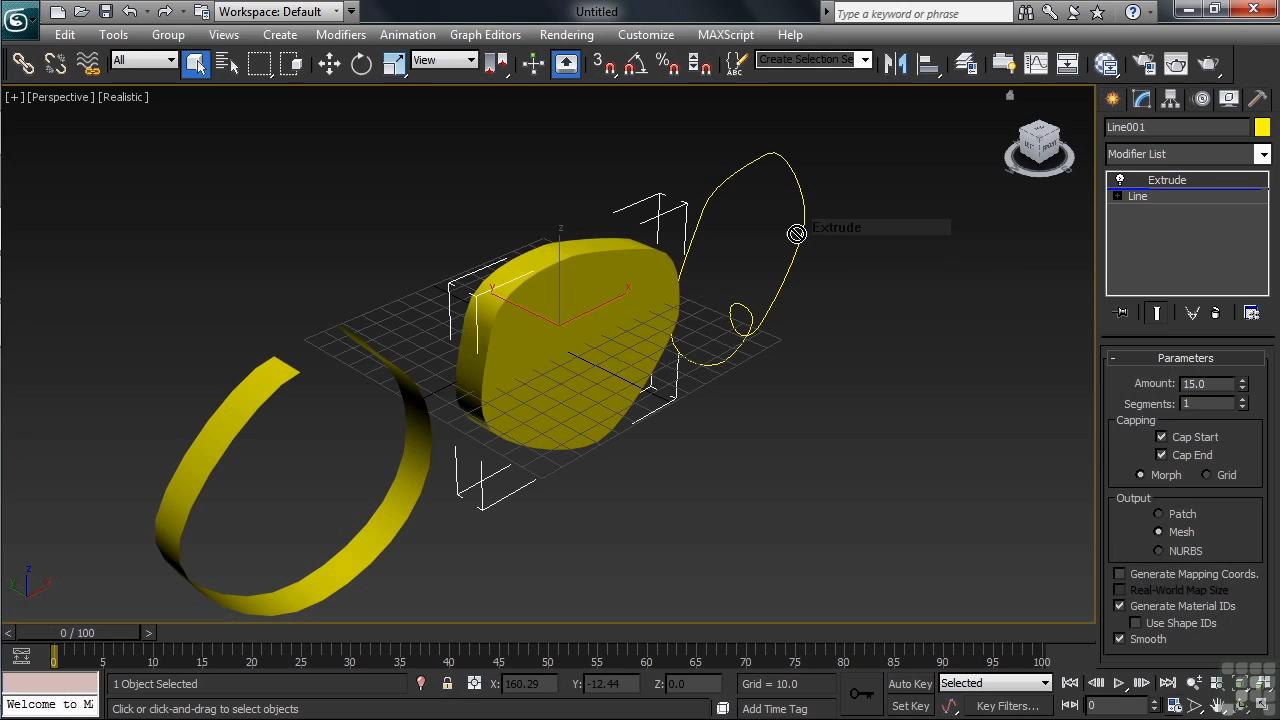 Workspace: Default
Untitled
Type a keyword or phrase
Edit Tools Group Views Create Modifiers Animation Graph Editors Rendering Customize MAXScript Help
All
View
3
Create Selection Se
[+] [Perspective] [Realistic]
Line001
Modifier List
Extrude
Line
z
Extrude
y
x
Parameters
Amount: 15.0
Segments: 1
Capping
Cap Start
Cap End
Morph Grid
Output
Patch
Mesh
NURBS
Generate Mapping Coords.
Real-World Map Size
Generate Material IDs
Use Shape IDs
Smooth
z
0 / 100
0 5 10 15 20 25 30 35 40 45 50 55 60 65 70 75 80 85 90 95 100
1 Object Selected
X: 160.29 Y: -12.44 Z: 0.0
Grid = 10.0
Auto Key
Selected
Welcome to M
Click or click-and-drag to select objects
Add Time Tag
Set Key
Key Filters...
0